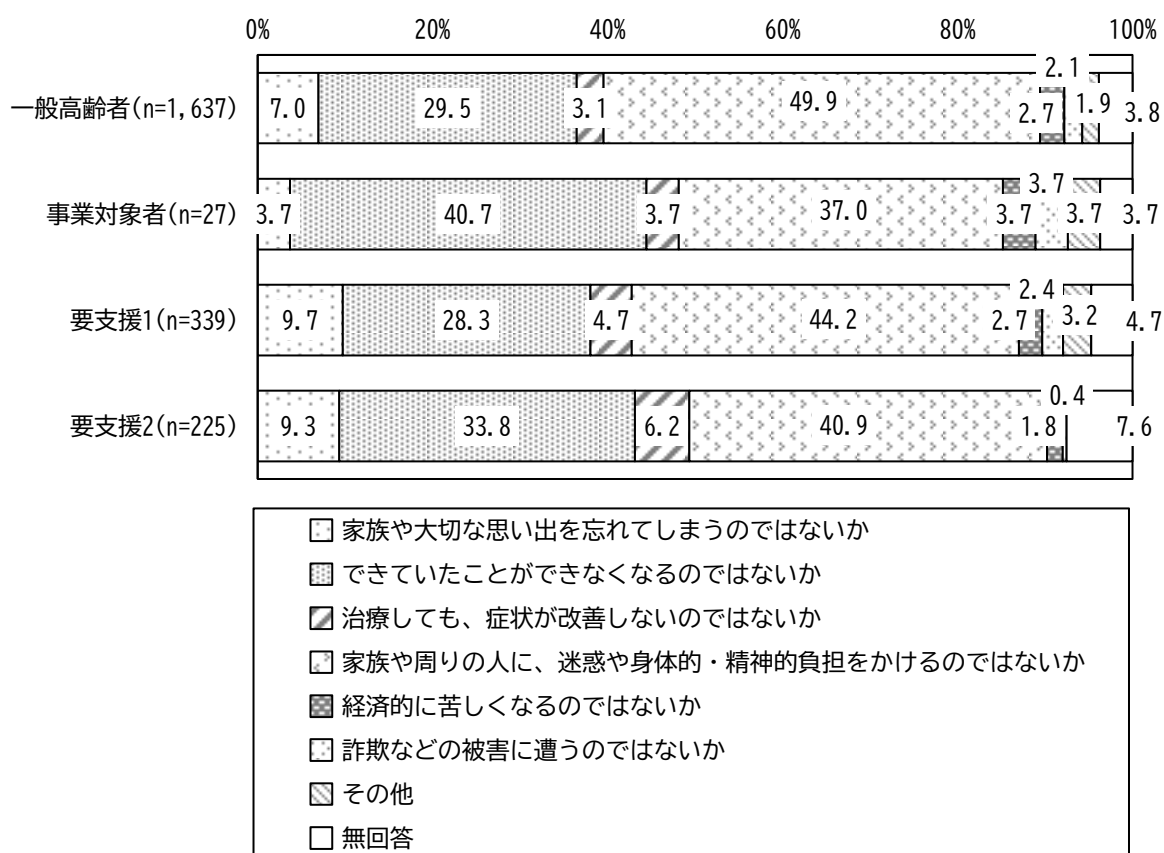 0% 20% 40% 60% 80% 100%
2.1
一般高齢者(n=1,637) 7.0 29.5 3.1 49.9 2.7 1.9 3.8
3.7
事業対象者(n=27) 3.7 40.7 3.7 37.0 3.7 3.7 3.7
2.4
要支援1(n=339) 9.7 28.3 4.7 44.2 2.7 3.2 4.7
0.4
要支援2(n=225) 9.3 33.8 6.2 40.9 1.8 7.6
家族や大切な思い出を忘れてしまうのではないか
できていたことができなくなるのではないか
治療しても、症状が改善しないのではないか
家族や周りの人に、迷惑や身体的・精神的負担をかけるのではないか
経済的に苦しくなるのではないか
詐欺などの被害に遭うのではないか
その他
無回答